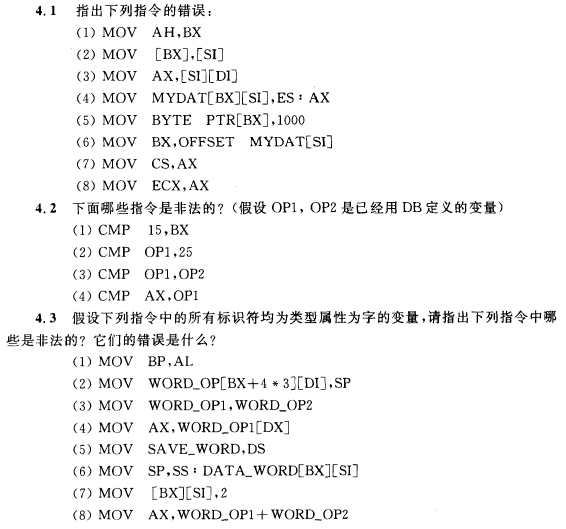 4.1 指出下列指令的错误:
(1) MOV AH,BX
(2) MOV [BX],[SI]
(3) MOV AX,[SI][DI]
(4) MOV MYDAT[BX][SI],ES:AX
(5) MOV BYTE PTR[BX],1000
(6) MOV BX,OFFSET MYDAT[SI]
(7) MOV CS,AX
(8) MOV ECX,AX
4.2 下面哪些指令是非法的?(假设 OP1,OP2 是已经用 DB 定义的变量)
(1) CMP 15,BX
(2) CMP OP1,25
(3) CMP OP1,OP2
(4) CMP AX,OP1
4.3 假设下列指令中的所有标识符均为类型属性为字的变量,请指出下列指令中哪
些是非法的?它们的错误是什么?
(1) MOV BP,AL
(2) MOV WORD_OP[BX+4*3][DI],SP
(3) MOV WORD_OP1,WORD_OP2
(4) MOV AX,WORD_OP1[DX]
(5) MOV SAVE_WORD,DS
(6) MOV SP,SS:DATA_WORD[BX][SI]
(7) MOV [BX][SI],2
(8) MOV AX,WORD_OP1+WORD_OP2